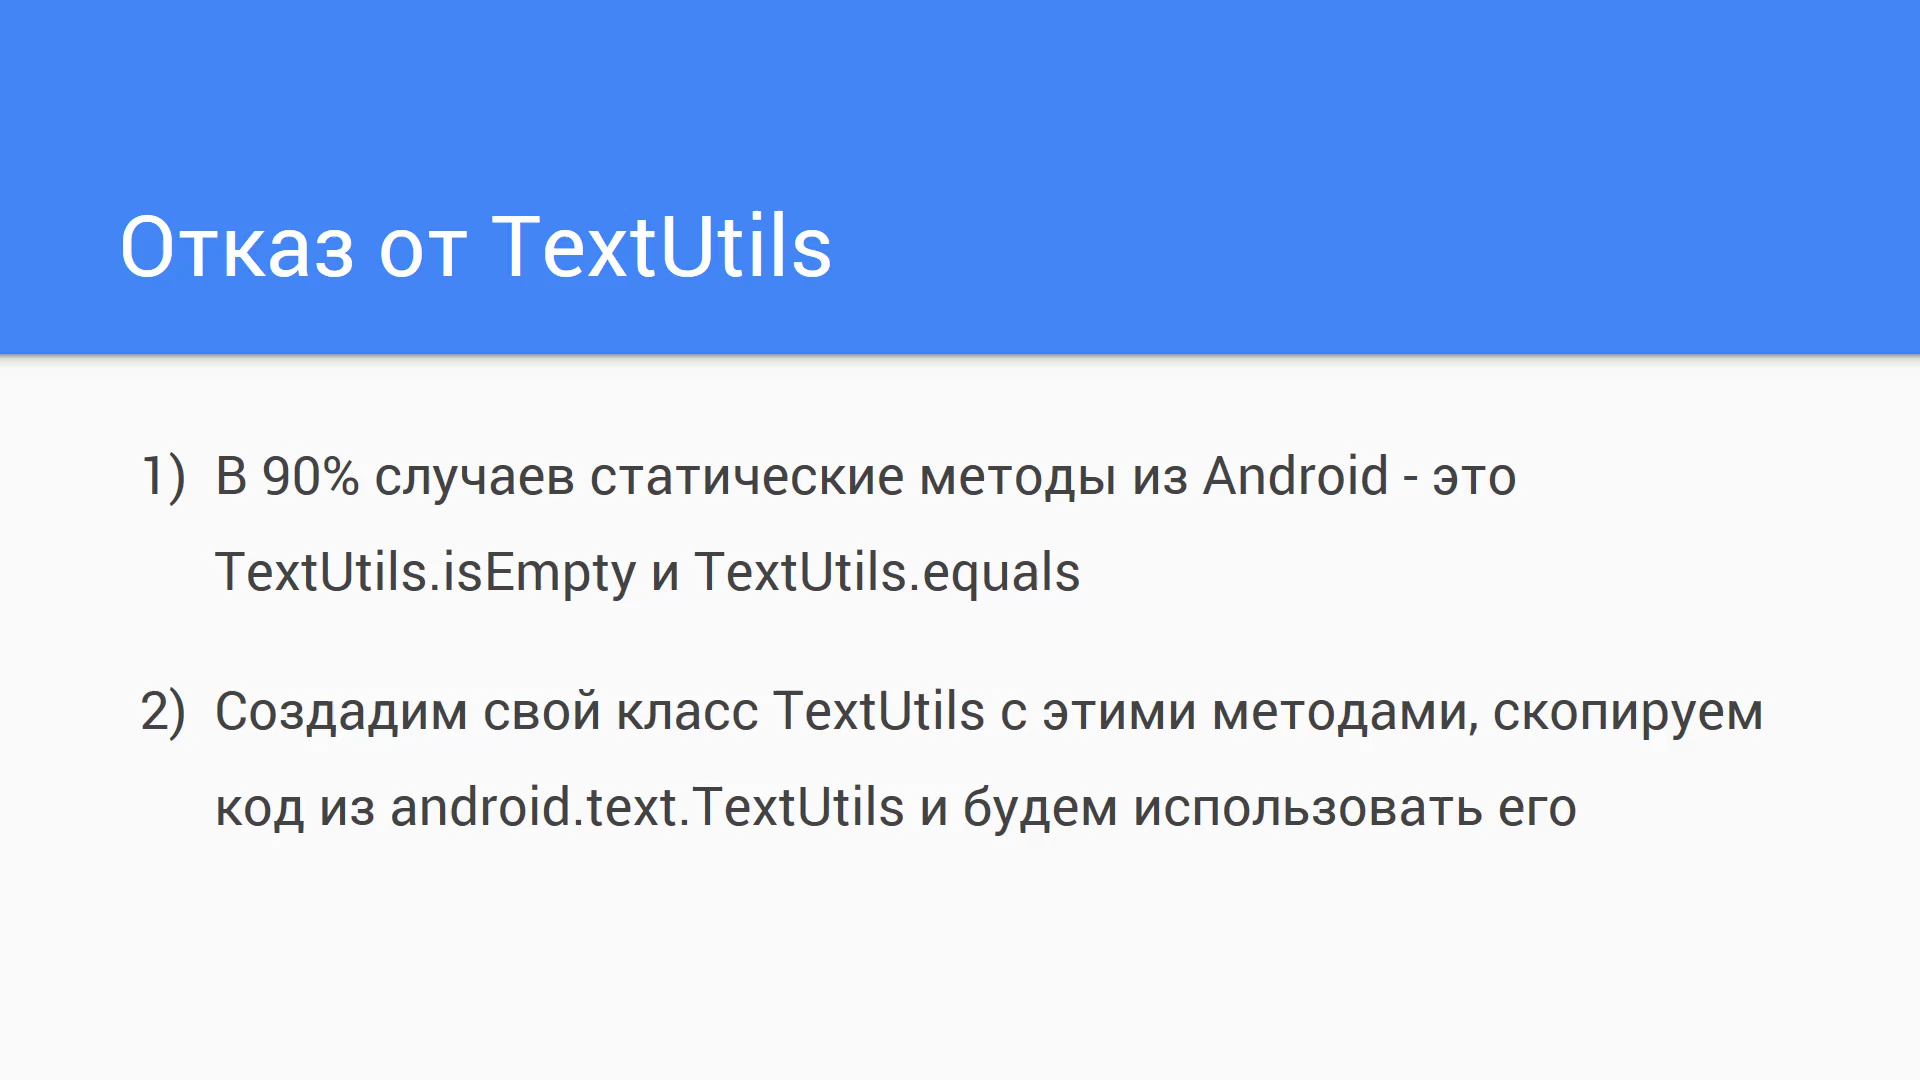 Отказ от TextUtils
1) В 90% случаев статические методы из Android - это
TextUtils.isEmpty и TextUtils.equals
2) Создадим свой класс TextUtils с этими методами, скопируем
код из android.text.TextUtils и будем использовать его